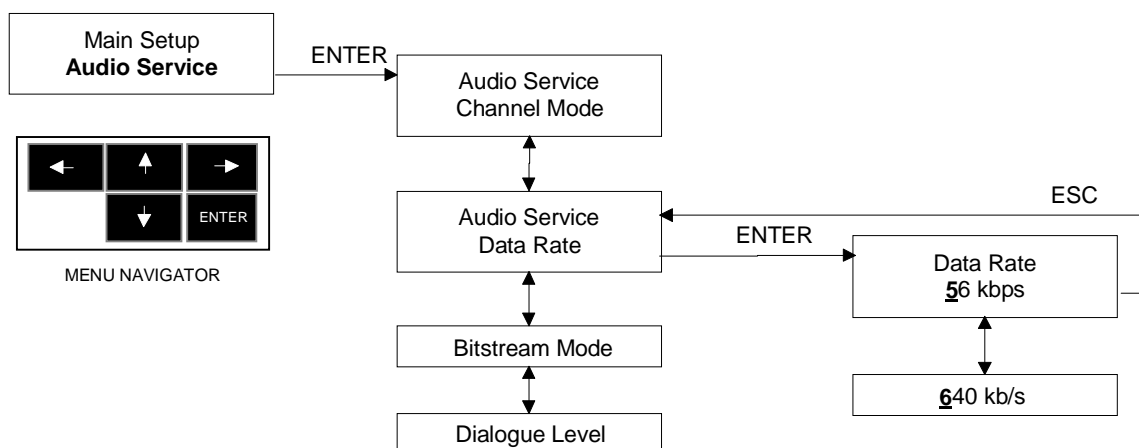 Main Setup
Audio Service
ENTER
Audio Service
Channel Mode
ENTER
MENU NAVIGATOR
Audio Service
Data Rate
ESC
ENTER
Data Rate
56 kbps
Bitstream Mode
640 kb/s
Dialogue Level